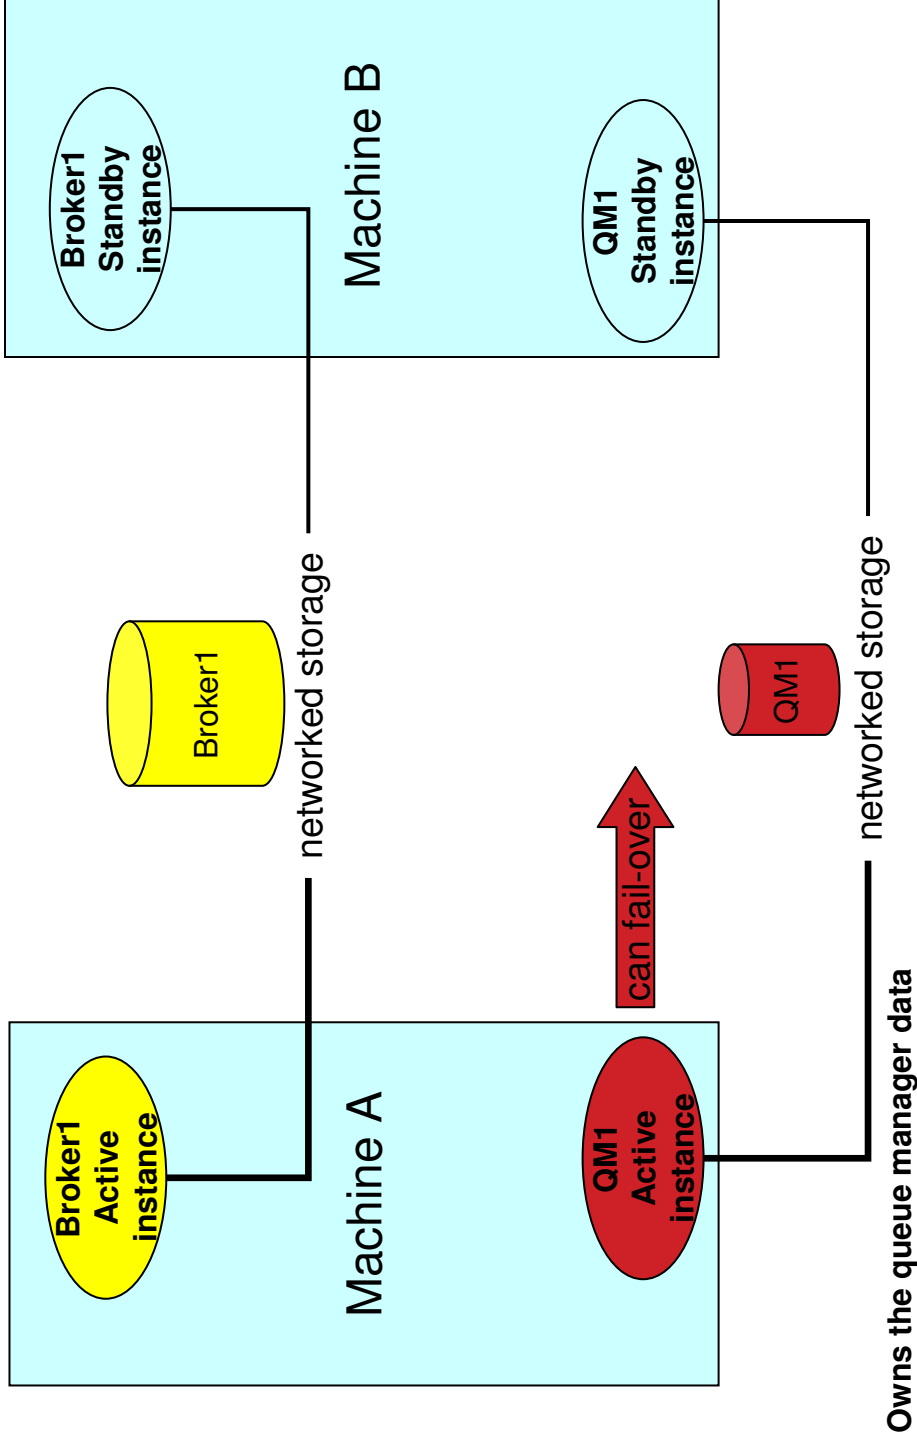 Broker1
Active
instance
Broker1
Standby
instance
Broker1
networked storage
Machine A
Machine B
QM1
Active
instance
can fail-over
QM1
Standby
instance
QM1
networked storage
Owns the queue manager data